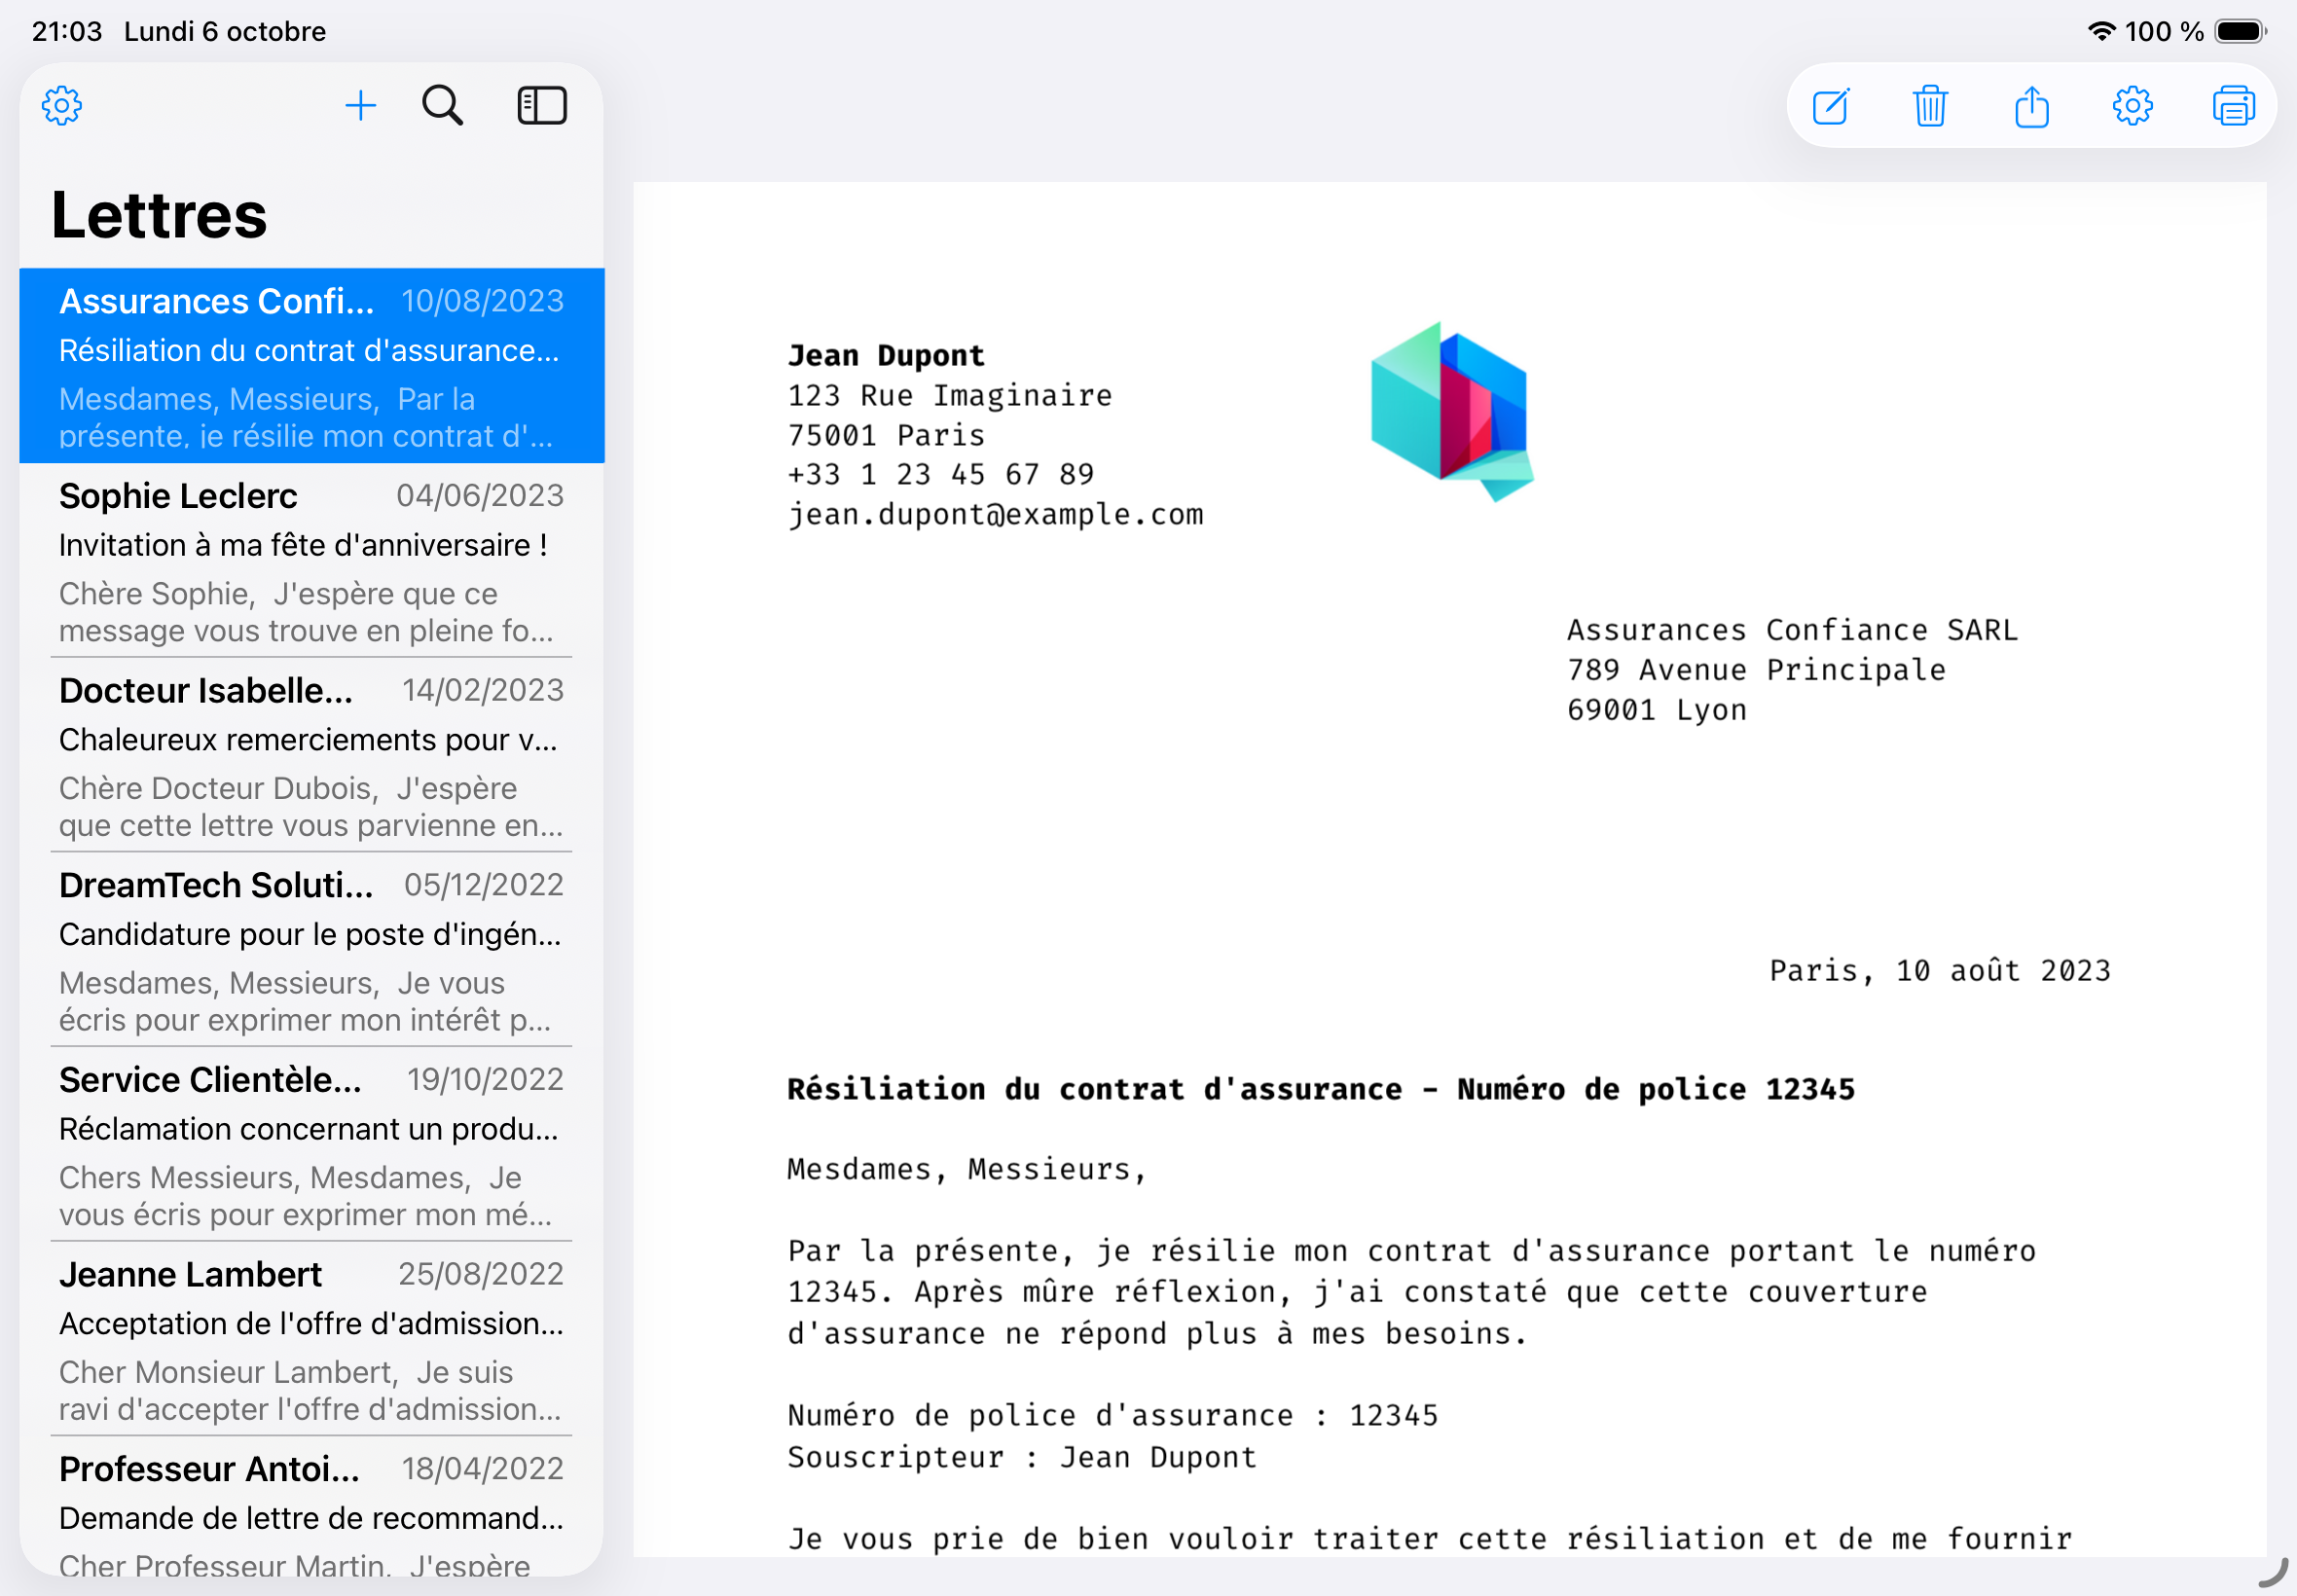 21:03 Lundi 6 octobre
100 %
Lettres
Assurances Confi... 10/08/2023
Résiliation du contrat d'assurance...
Mesdames, Messieurs, Par la
présente, je résilie mon contrat d'...
Sophie Leclerc 04/06/2023
Invitation à ma fête d'anniversaire !
Chère Sophie, J'espère que ce
message vous trouve en pleine fo...
Docteur Isabelle... 14/02/2023
Chaleureux remerciements pour v...
Chère Docteur Dubois, J'espère
que cette lettre vous parvienne en...
DreamTech Soluti... 05/12/2022
Candidature pour le poste d'ingén...
Mesdames, Messieurs, Je vous
écris pour exprimer mon intérêt p...
Service Clientèle... 19/10/2022
Réclamation concernant un produ...
Chers Messieurs, Mesdames, Je
vous écris pour exprimer mon mé...
Jeanne Lambert 25/08/2022
Acceptation de l'offre d'admission...
Cher Monsieur Lambert, Je suis
ravi d'accepter l'offre d'admission...
Professeur Antoi... 18/04/2022
Demande de lettre de recommand...
Cher Professeur Martin, J'espère
Jean Dupont
123 Rue Imaginaire
75001 Paris
+33 1 23 45 67 89
jean.dupont@example.com
Assurances Confiance SARL
789 Avenue Principale
69001 Lyon
Paris, 10 août 2023
Résiliation du contrat d'assurance – Numéro de police 12345
Mesdames, Messieurs,
Par la présente, je résilie mon contrat d'assurance portant le numéro
12345. Après mûre réflexion, j'ai constaté que cette couverture
d'assurance ne répond plus à mes besoins.
Numéro de police d'assurance : 12345
Souscripteur : Jean Dupont
Je vous prie de bien vouloir traiter cette résiliation et de me fournir